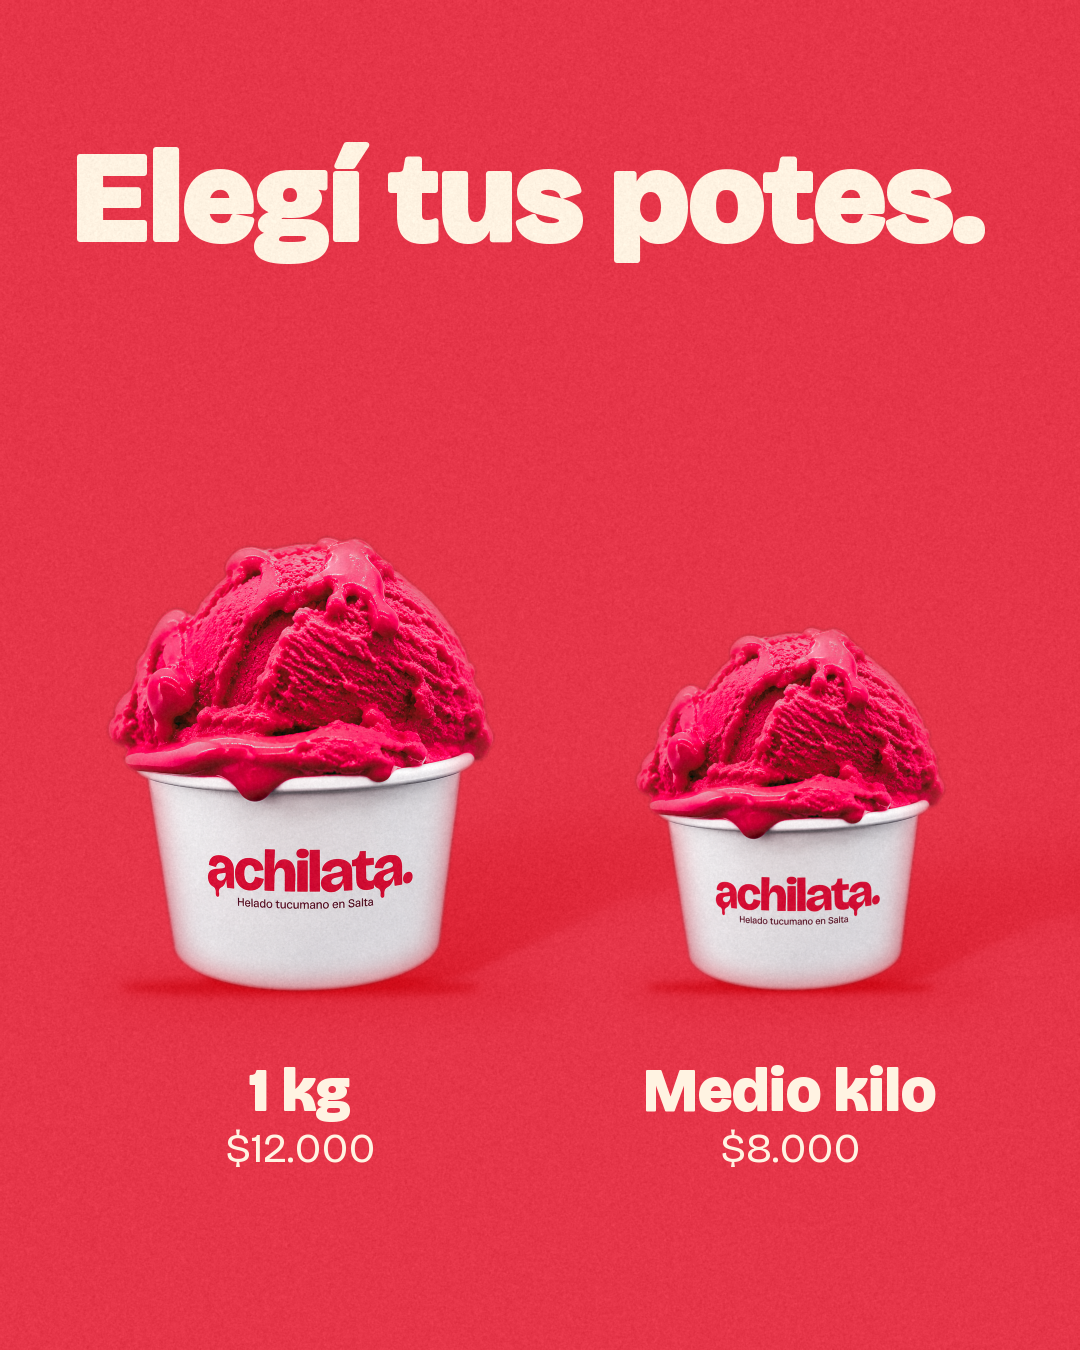 Elegí tus potes.
achilata.
Helado tucumano en Salta
achilata.
Helado tucumano en Salta
1 kg
$12.000
Medio kilo
$8.000